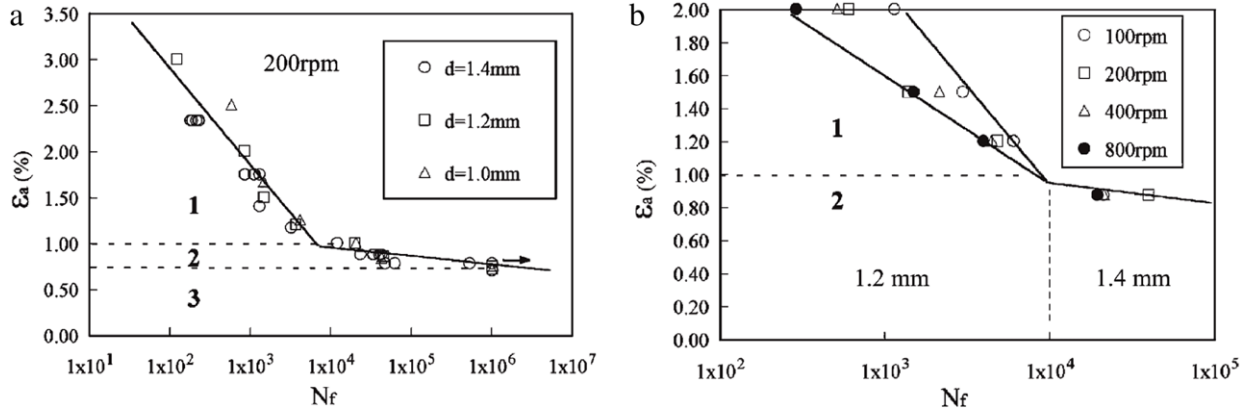 a
200rpm
d=1.4mm
d=1.2mm
d=1.0mm
εa (%)
3.50
3.00
2.50
2.00
1.50
1.00
0.50
0.00
1
2
3
1x10¹ 1x10² 1x10³ 1x10⁴ 1x10⁵ 1x10⁶ 1x10⁷
Nf
b
100rpm
200rpm
400rpm
800rpm
εa (%)
2.00
1.80
1.60
1.40
1.20
1.00
0.80
0.60
0.40
0.20
0.00
1
2
1.2 mm
1.4 mm
1x10² 1x10³ 1x10⁴ 1x10⁵
Nf